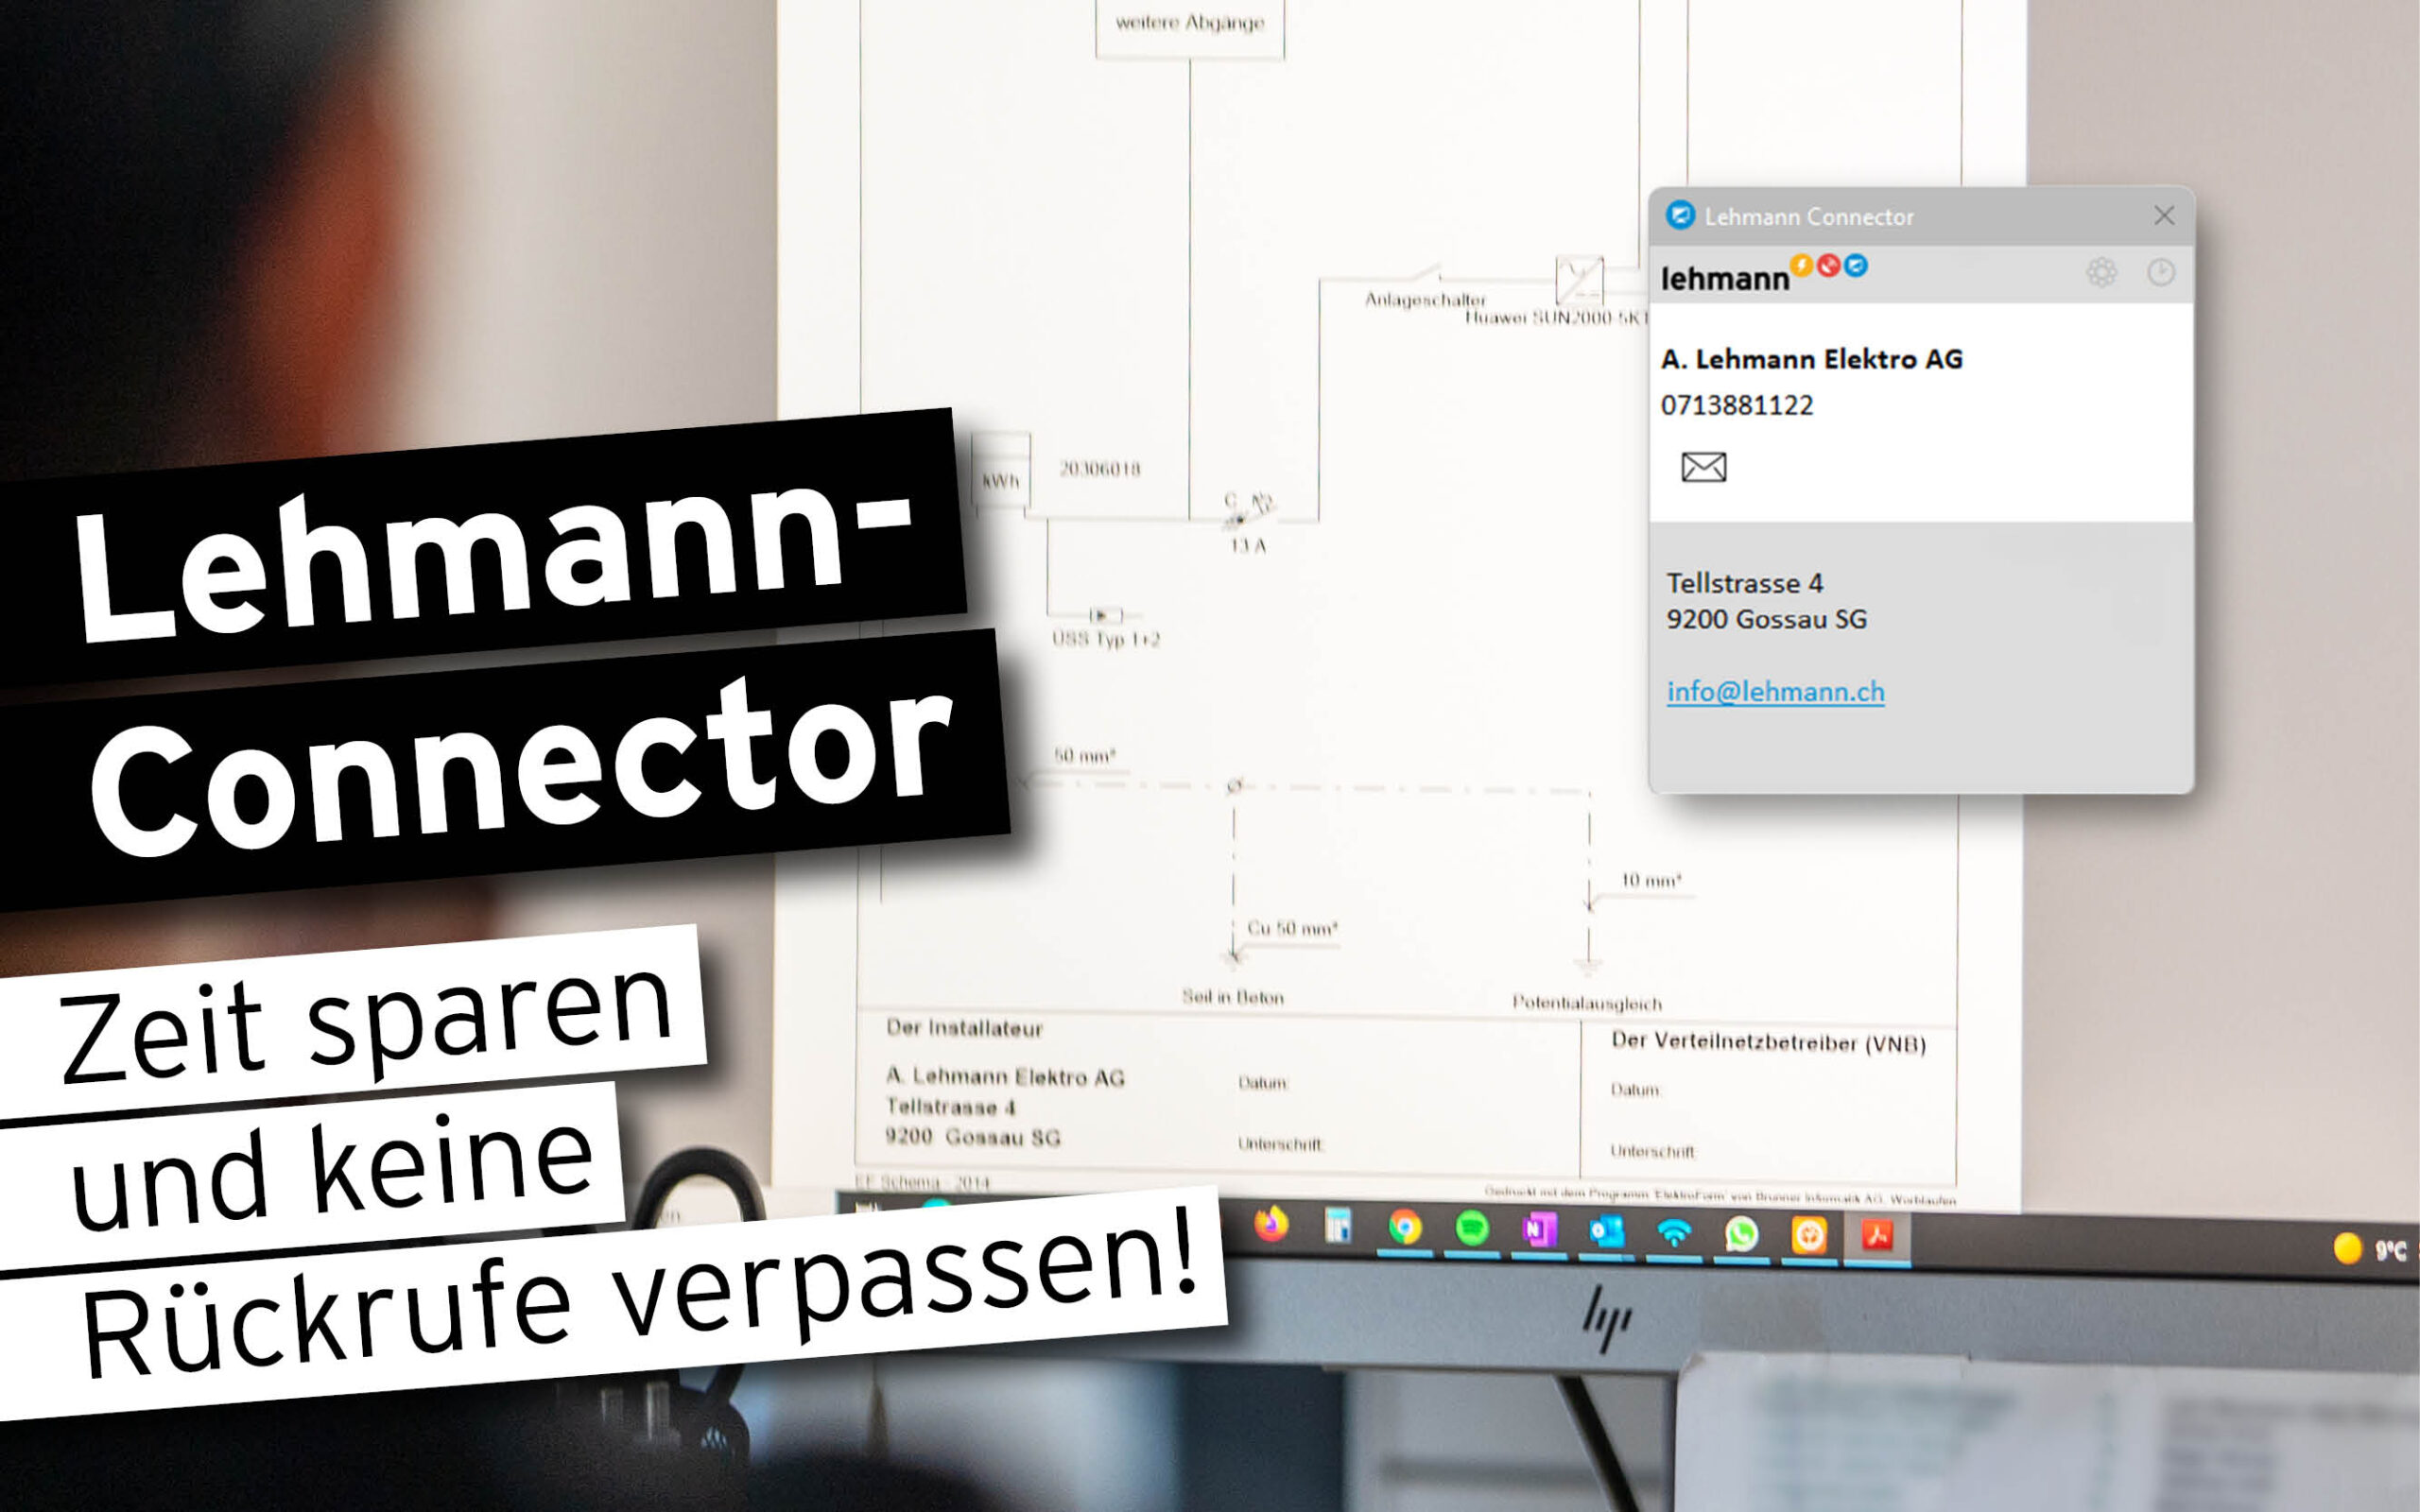 weitere Abgänge
Anlageschalter
Huawei SUN2000-5KT
kWh
20306018
C
13 A
ÜSS Typ 1+2
50 mm²
10 mm²
Cu 50 mm²
Seil in Beton
Potentialausgleich
Der Installateur
A. Lehmann Elektro AG
Tellstrasse 4
9200 Gossau SG
Datum:
Unterschrift:
Der Verteilnetzbetreiber (VNB)
Datum:
Unterschrift:
EF Schema - 2014
Gedruckt mit dem Programm 'ElektroForm' von Brunner Informatik AG, Worblaufen
Lehmann Connector
lehmann
A. Lehmann Elektro AG
0713881122
Tellstrasse 4
9200 Gossau SG
info@lehmann.ch
Lehmann-
Connector
Zeit sparen
und keine
Rückrufe verpassen!
9°C
hp